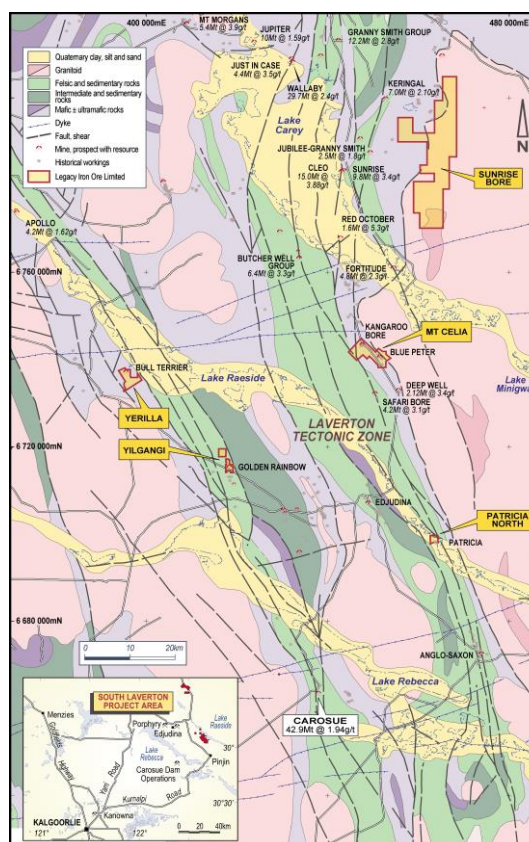 400 000mE
480 000mE
MT MORGANS
5.4Mt @ 3.9g/t
JUPITER
10Mt @ 1.59g/t
GRANNY SMITH GROUP
12.2Mt @ 2.8g/t
Quaternary clay, silt and sand
Granitoid
Felsic and sedimentary
rocks
Intermediate and sedimentary
rocks
Mafic ± ultramafic rocks
Dyke
Fault, shear
Mine, prospect with resource
Historical workings
Legacy Iron Ore Limited
JUST IN CASE
4.4Mt @ 3.5g/t
WALLABY
29.7Mt @ 2.4g/t
KERINGAL
7.0Mt @ 2.10g/t
Lake
Carey
N
JUBILEE-GRANNY SMITH
2.5Mt @ 1.8g/t
CLEO
15.0Mt @
3.88g/t
SUNRISE
9.8Mt @ 3.4g/t
SUNRISE
BORE
APOLLO
4.2Mt @ 1.62g/t
RED OCTOBER
1.6Mt @ 5.3g/t
BUTCHER WELL
GROUP
6.4Mt @ 3.3g/t
6 760 000mN
FORTITUDE
4.8Mt @ 2.3g/t
KANGAROO
BORE
MT CELIA
BLUE PETER
BULL TERRIER
Lake Raeside
Lake
Minigwa
DEEP WELL
2.12Mt @ 3.4g/t
SAFARI BORE
4.2Mt @ 3.1g/t
YERILLA
LAVERTON
TECTONIC ZONE
6 720 000mN
YILGANGI
GOLDEN RAINBOW
EDJUDINA
PATRICIA
NORTH
PATRICIA
6 680 000mN
0 10 20km
ANGLO-SAXON
Lake Rebecca
CAROSUE
42.9Mt @ 1.94g/t
SOUTH LAVERTON
PROJECT AREA
Menzies
Porphyry
Edjudina
Lake
Raeside
Goldfields
Highway
Yarri Road
Lake
Rebecca
30°
Pinjin
Carosue Dam
Operations
Kurnalpi Road
30°30'
Kanowna
KALGOORLIE
121°
122°
0 20 40km